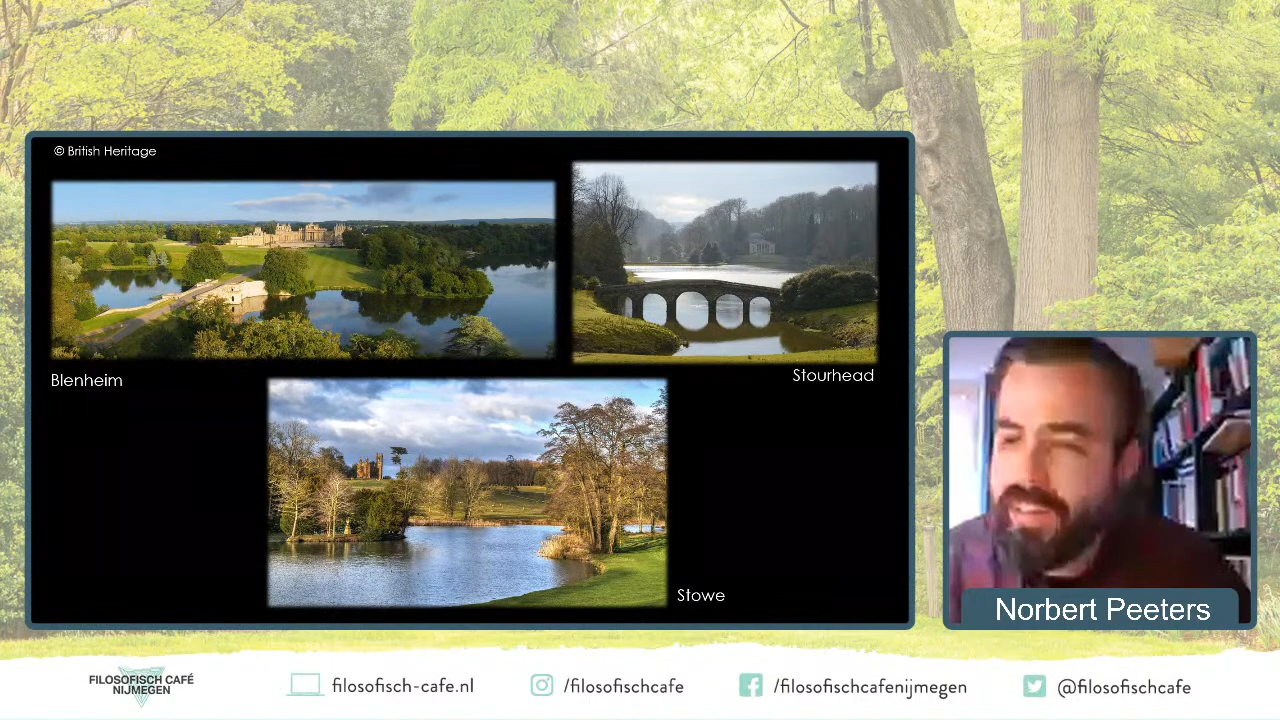 © British Heritage
Blenheim
Stourhead
Stowe
Norbert Peeters
FILOSOFISCH CAFÉ
NIJMEGEN
filosofisch-cafe.nl
/filosofischcafe
/filosofischcafenijmegen
@filosofischcafe